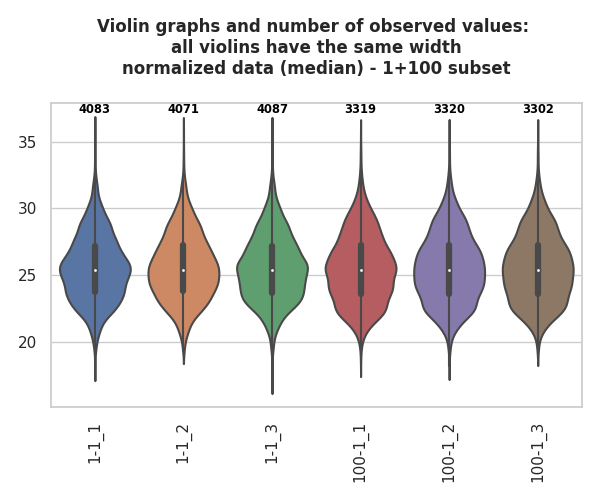 Violin graphs and number of observed values:
all violins have the same width
normalized data (median) - 1+100 subset
4083 4071 4087 3319 3320 3302
35
30
25
20
1-1_1 1-1_2 1-1_3 100-1_1 100-1_2 100-1_3